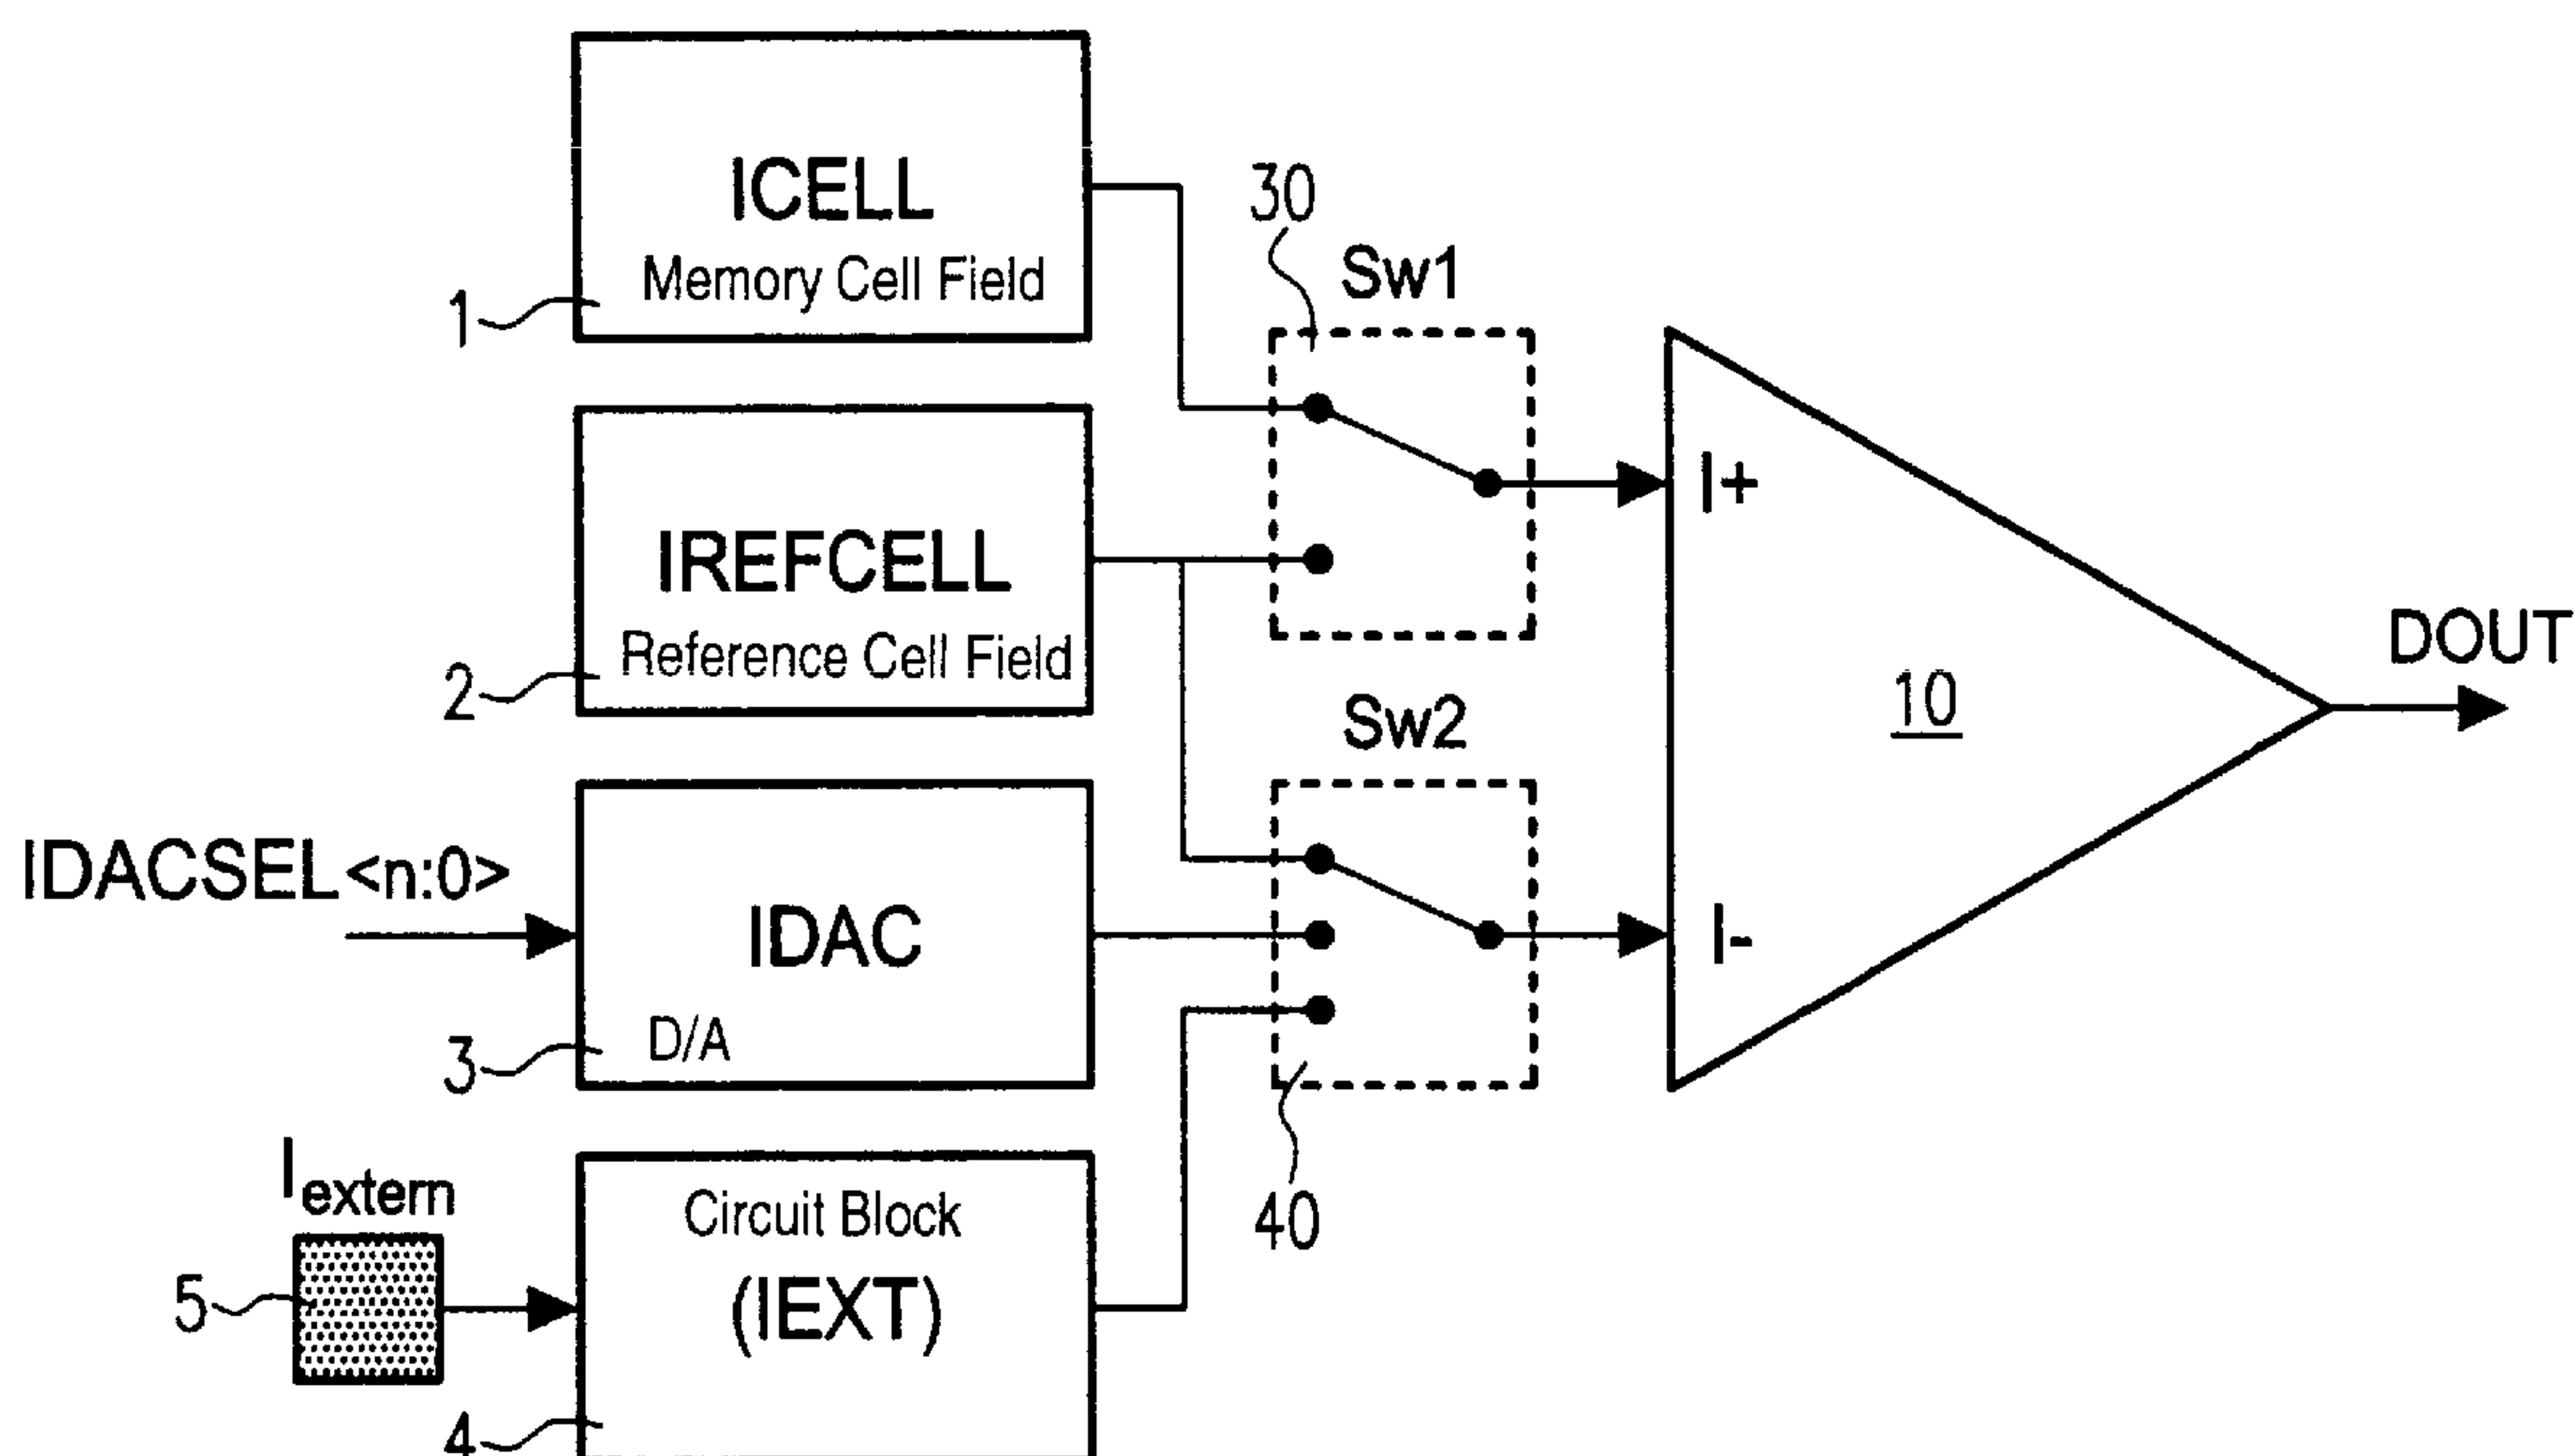 ICELL
Memory Cell Field
1
30
Sw1
IREFCELL
Reference Cell Field
2
I+
10
DOUT
Sw2
IDACSEL<n:0>
IDAC
D/A
3
I-
40
Iextern
5
Circuit Block
(IEXT)
4